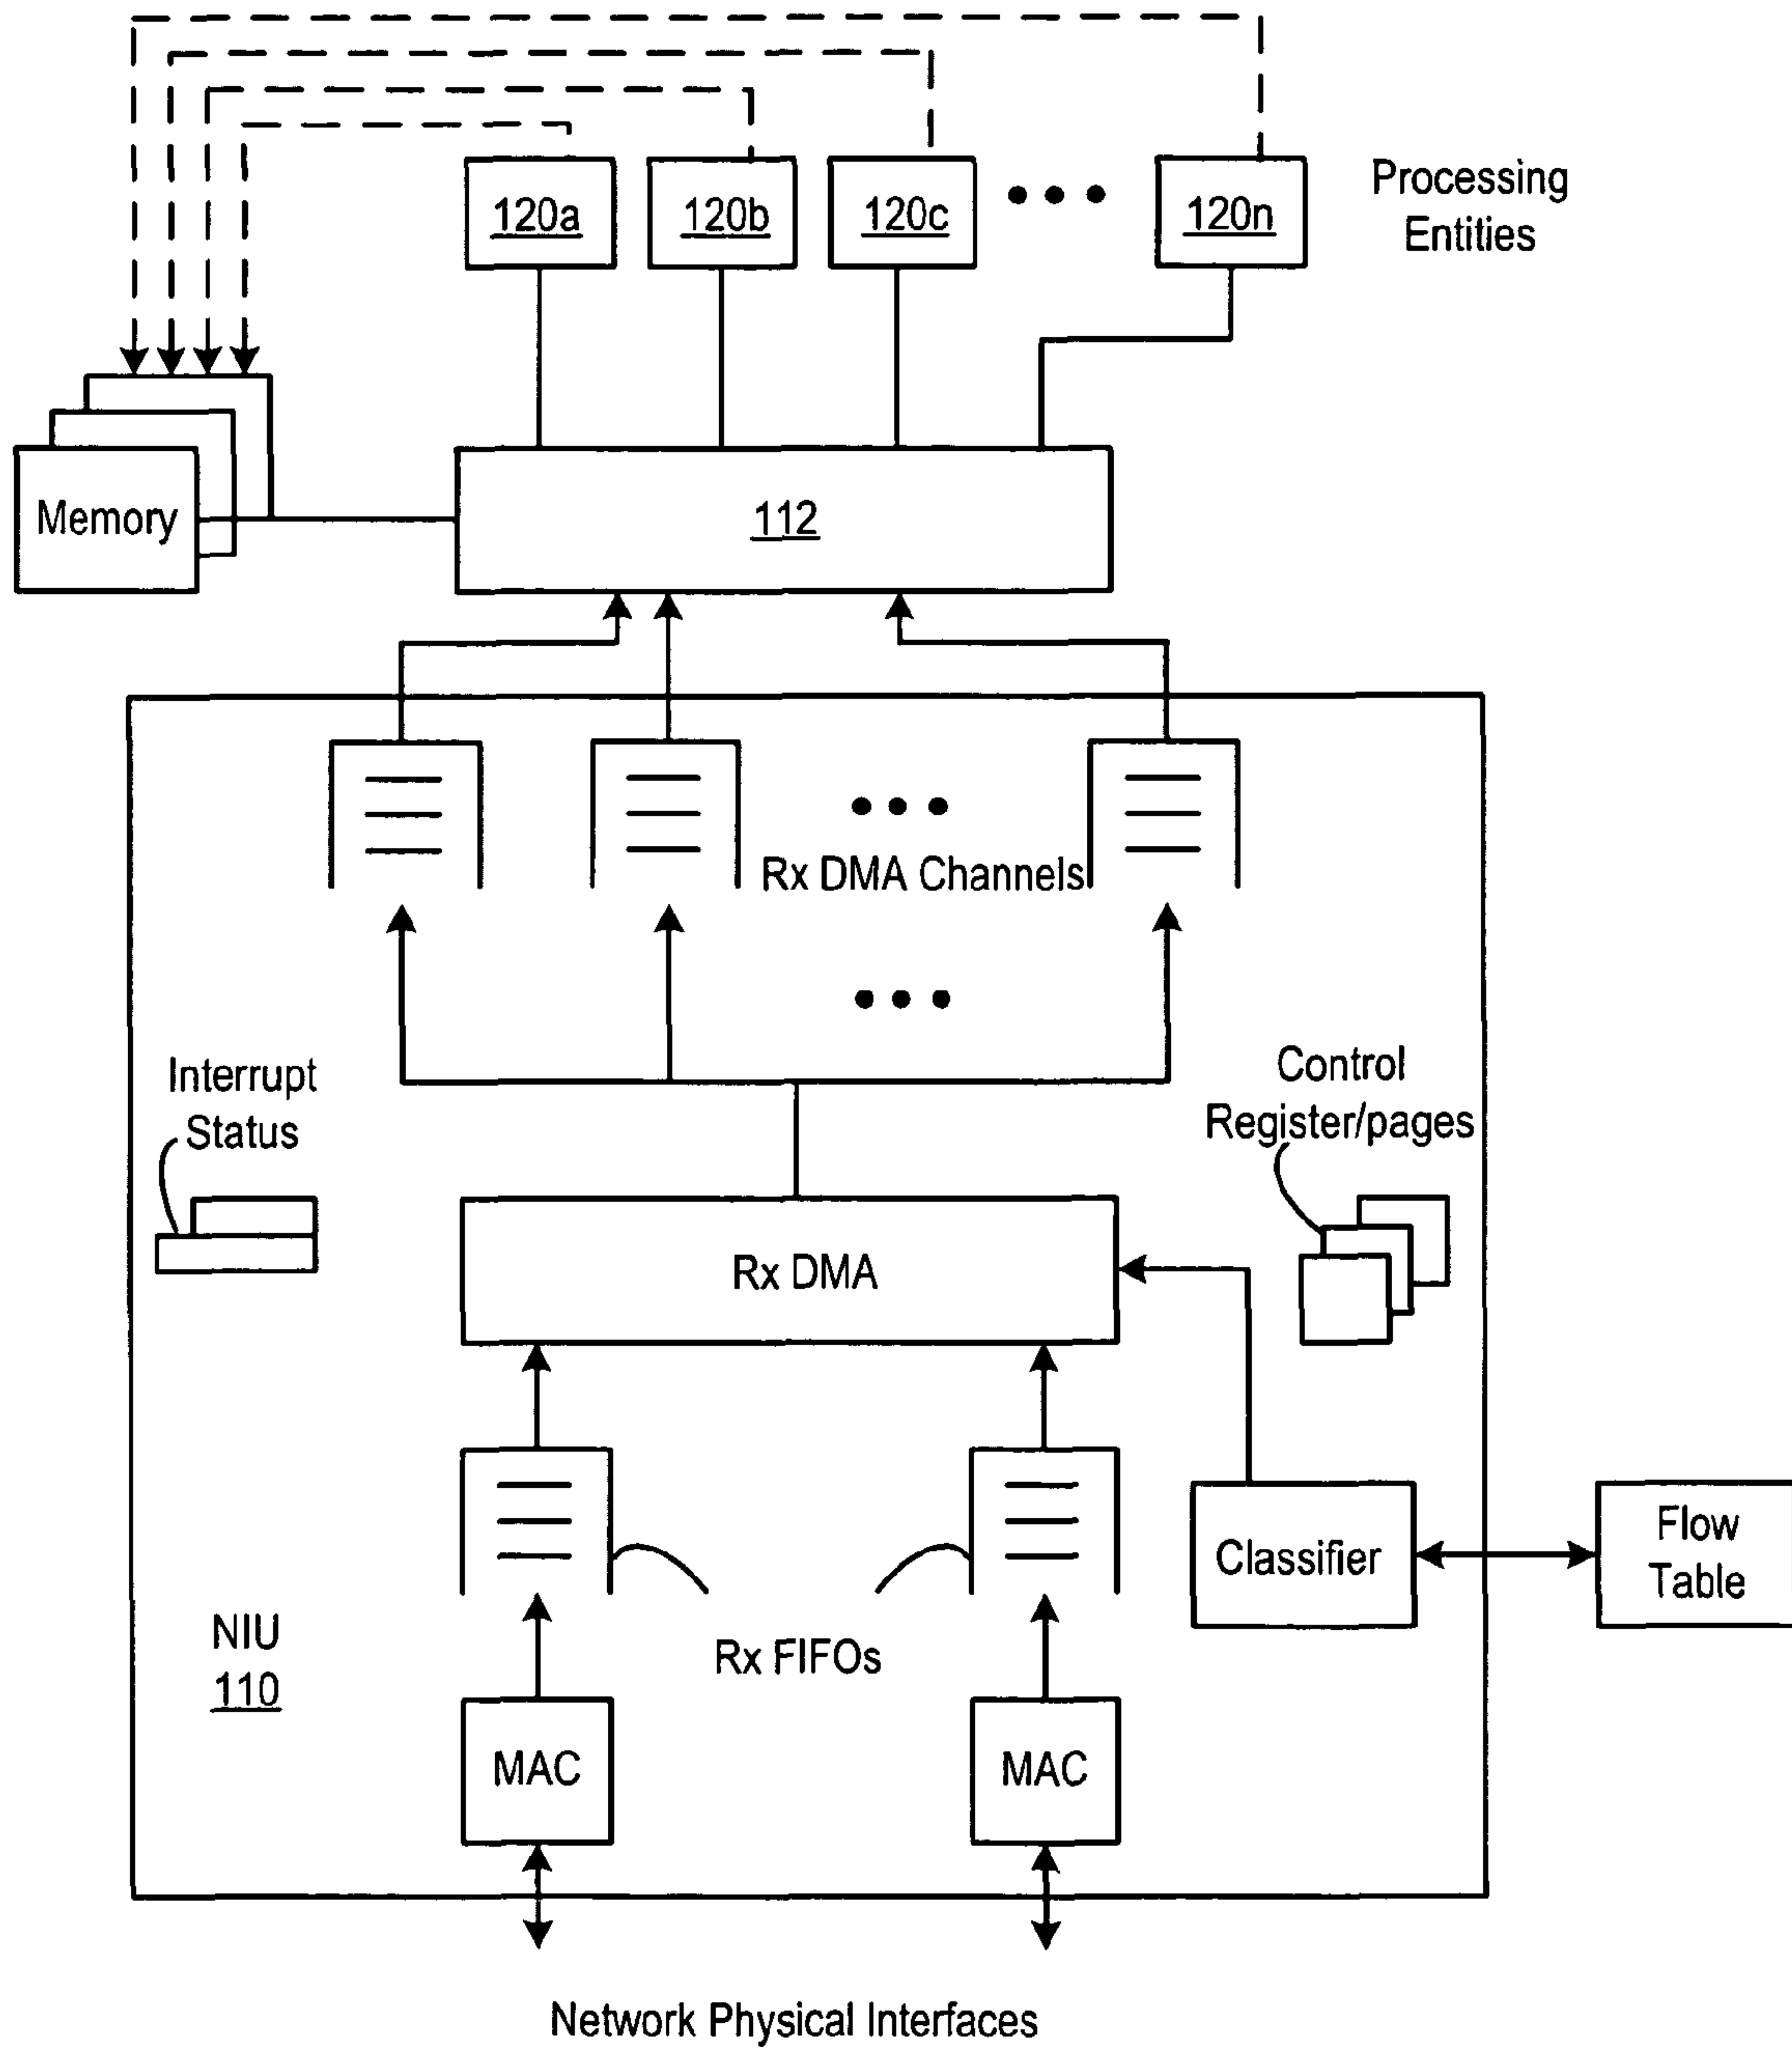 120a
120b
120c
120n
Processing
Entities
Memory
112
Rx DMA Channels
Interrupt
Status
Control
Register/pages
Rx DMA
Classifier
Flow
Table
NIU
110
Rx FIFOs
MAC
MAC
Network Physical Interfaces